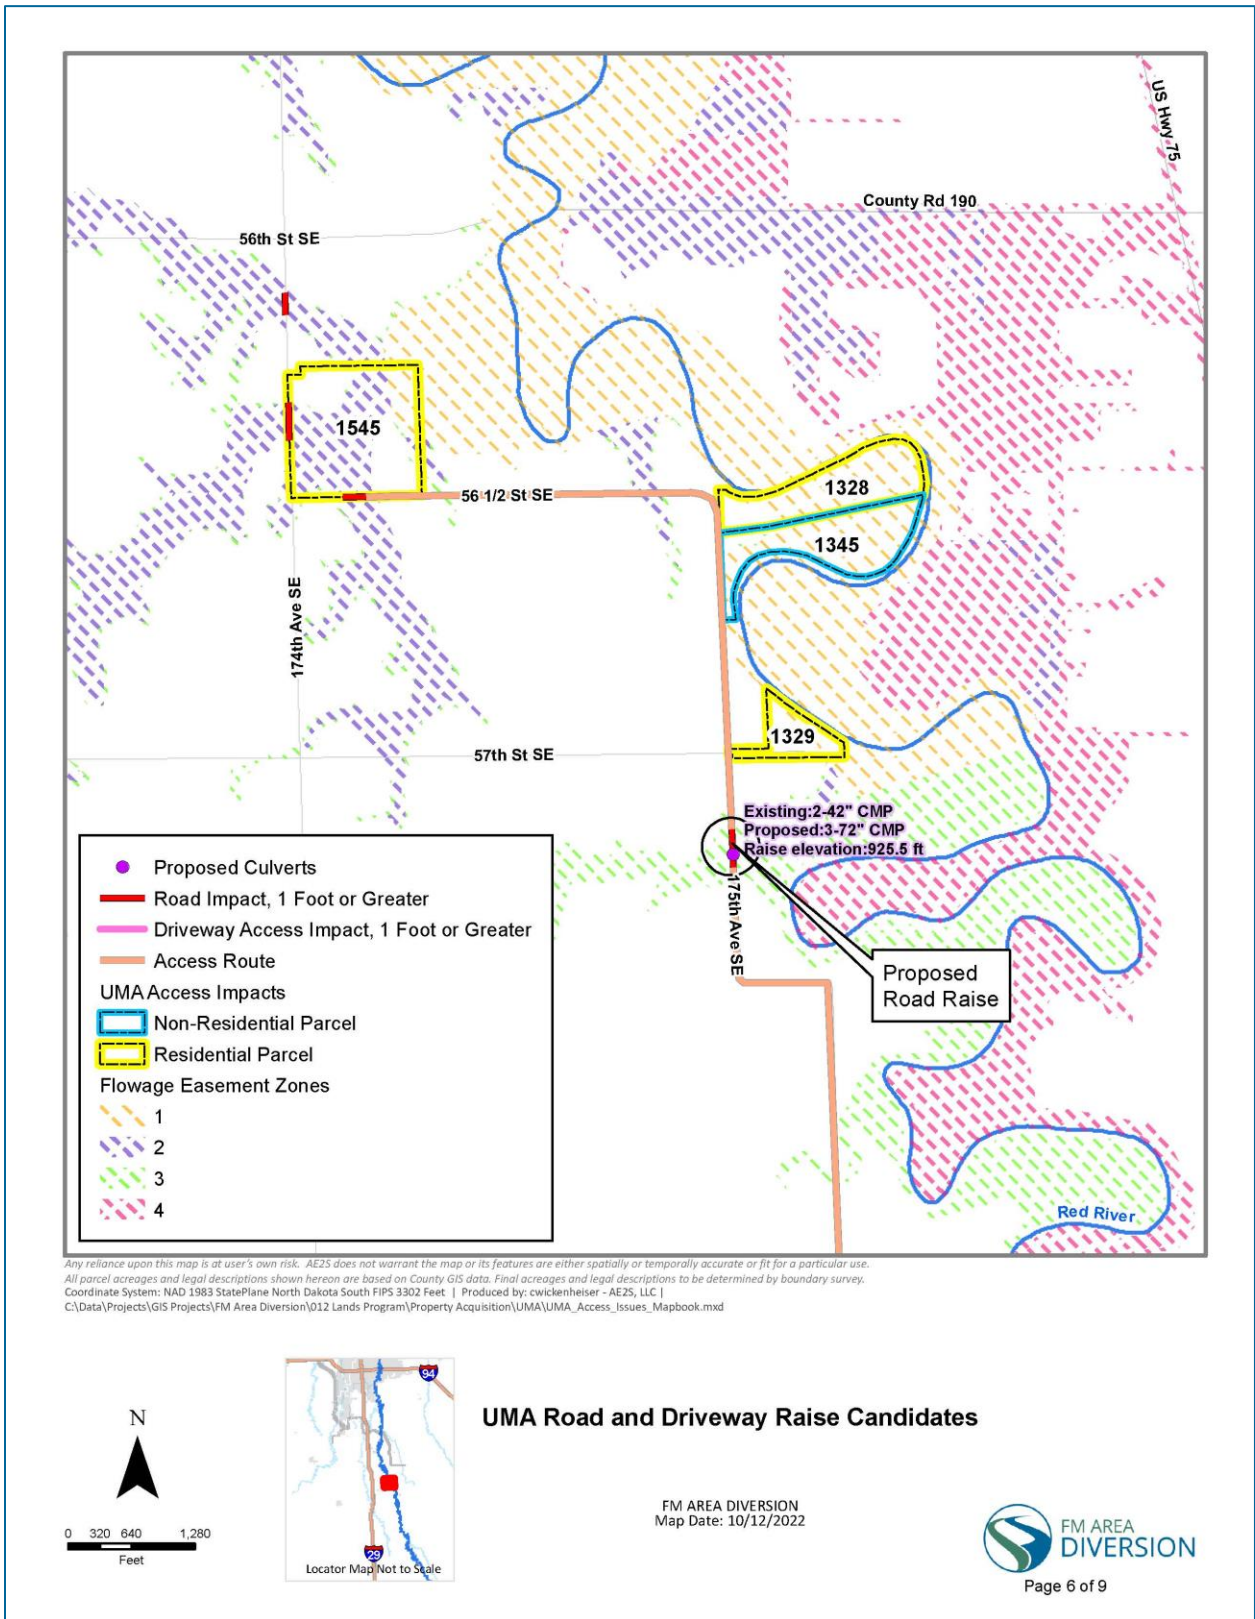 US Hwy 75
County Rd 190
56th St SE
1545
1328
56 1/2 St SE
1345
174th Ave SE
1329
57th St SE
Existing:2-42" CMP
Proposed:3-72" CMP
Raise elevation:925.5 ft
175th Ave SE
Proposed
Road Raise
Proposed Culverts
Road Impact, 1 Foot or Greater
Driveway Access Impact, 1 Foot or Greater
Access Route
UMA Access Impacts
Non-Residential Parcel
Residential Parcel
Flowage Easement Zones
1
2
3
4
Red River
Any reliance upon this map is at user's own risk. AE2S does not warrant the map or its features are either spatially or temporally accurate or fit for a particular use.
All parcel acreages and legal descriptions shown hereon are based on County GIS data. Final acreages and legal descriptions to be determined by boundary survey.
Coordinate System: NAD 1983 StatePlane North Dakota South FIPS 3302 Feet | Produced by: cwickenheiser - AE2S, LLC |
C:\Data\Projects\GIS Projects\FM Area Diversion\012 Lands Program\Property Acquisition\UMA\UMA_Access_Issues_Mapbook.mxd
N
0 320 640 1,280
Feet
94
29
Locator Map Not to Scale
UMA Road and Driveway Raise Candidates
FM AREA DIVERSION
Map Date: 10/12/2022
FM AREA
DIVERSION
Page 6 of 9